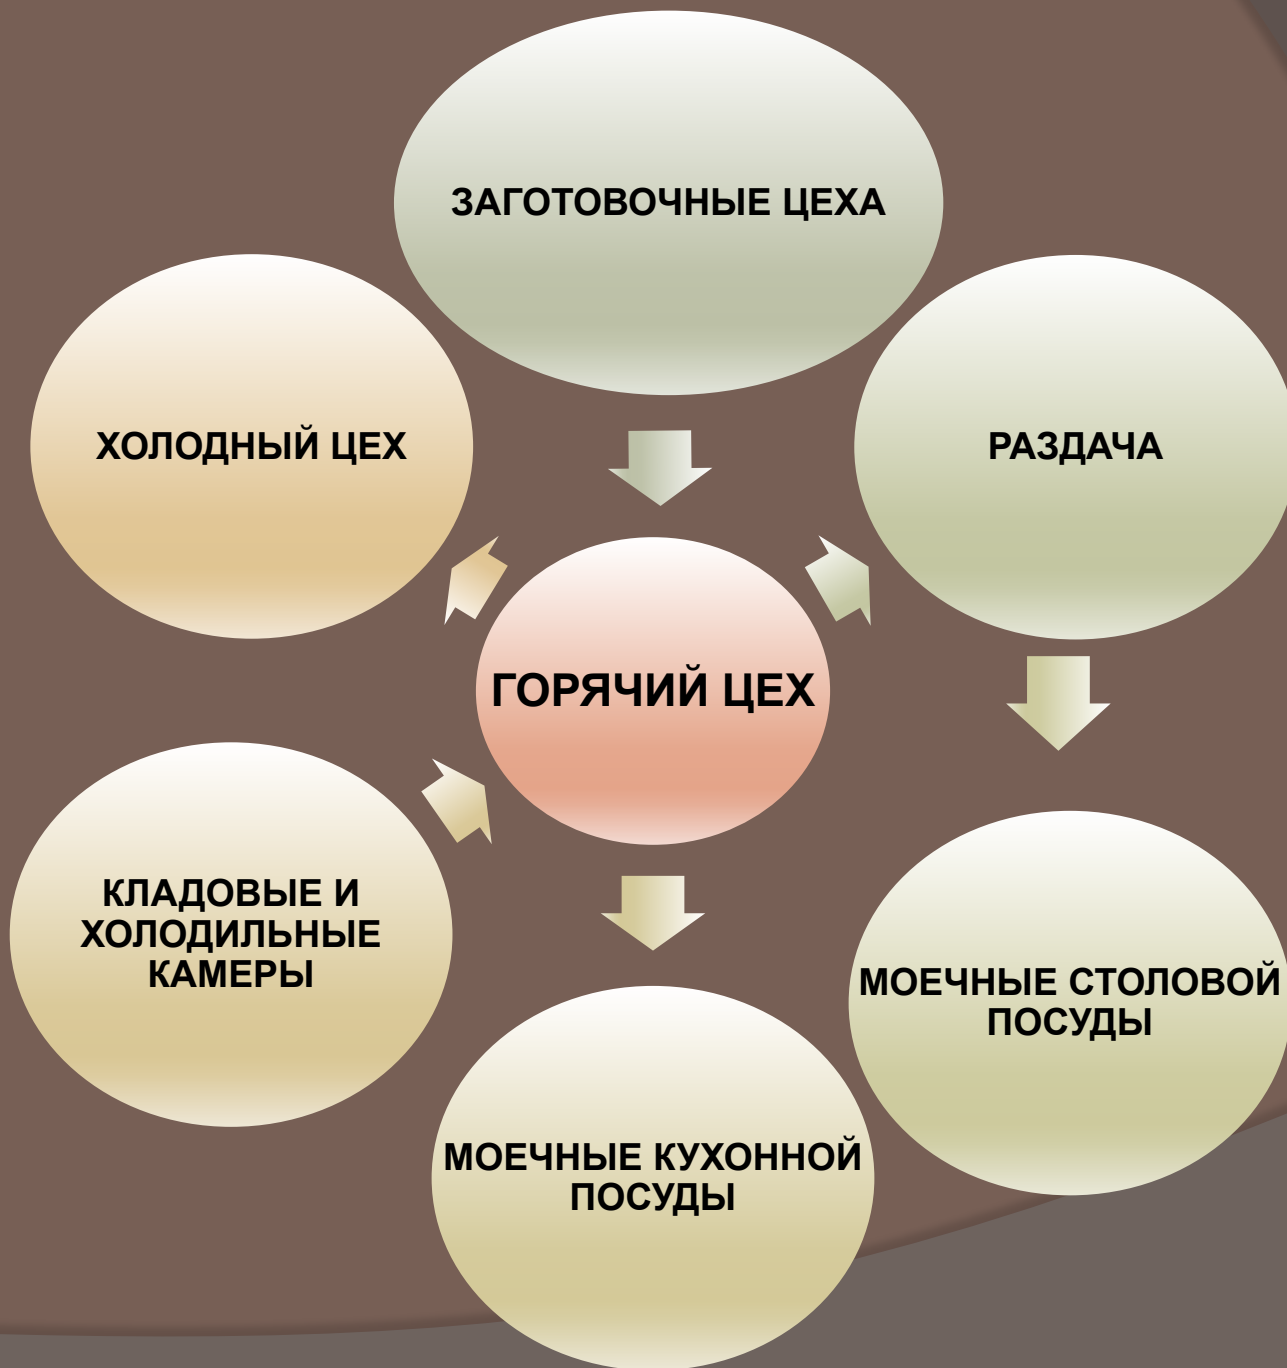 ЗАГОТОВОЧНЫЕ ЦЕХА
ХОЛОДНЫЙ ЦЕХ
РАЗДАЧА
ГОРЯЧИЙ ЦЕХ
КЛАДОВЫЕ И
ХОЛОДИЛЬНЫЕ
КАМЕРЫ
МОЕЧНЫЕ СТОЛОВОЙ
ПОСУДЫ
МОЕЧНЫЕ КУХОННОЙ
ПОСУДЫ